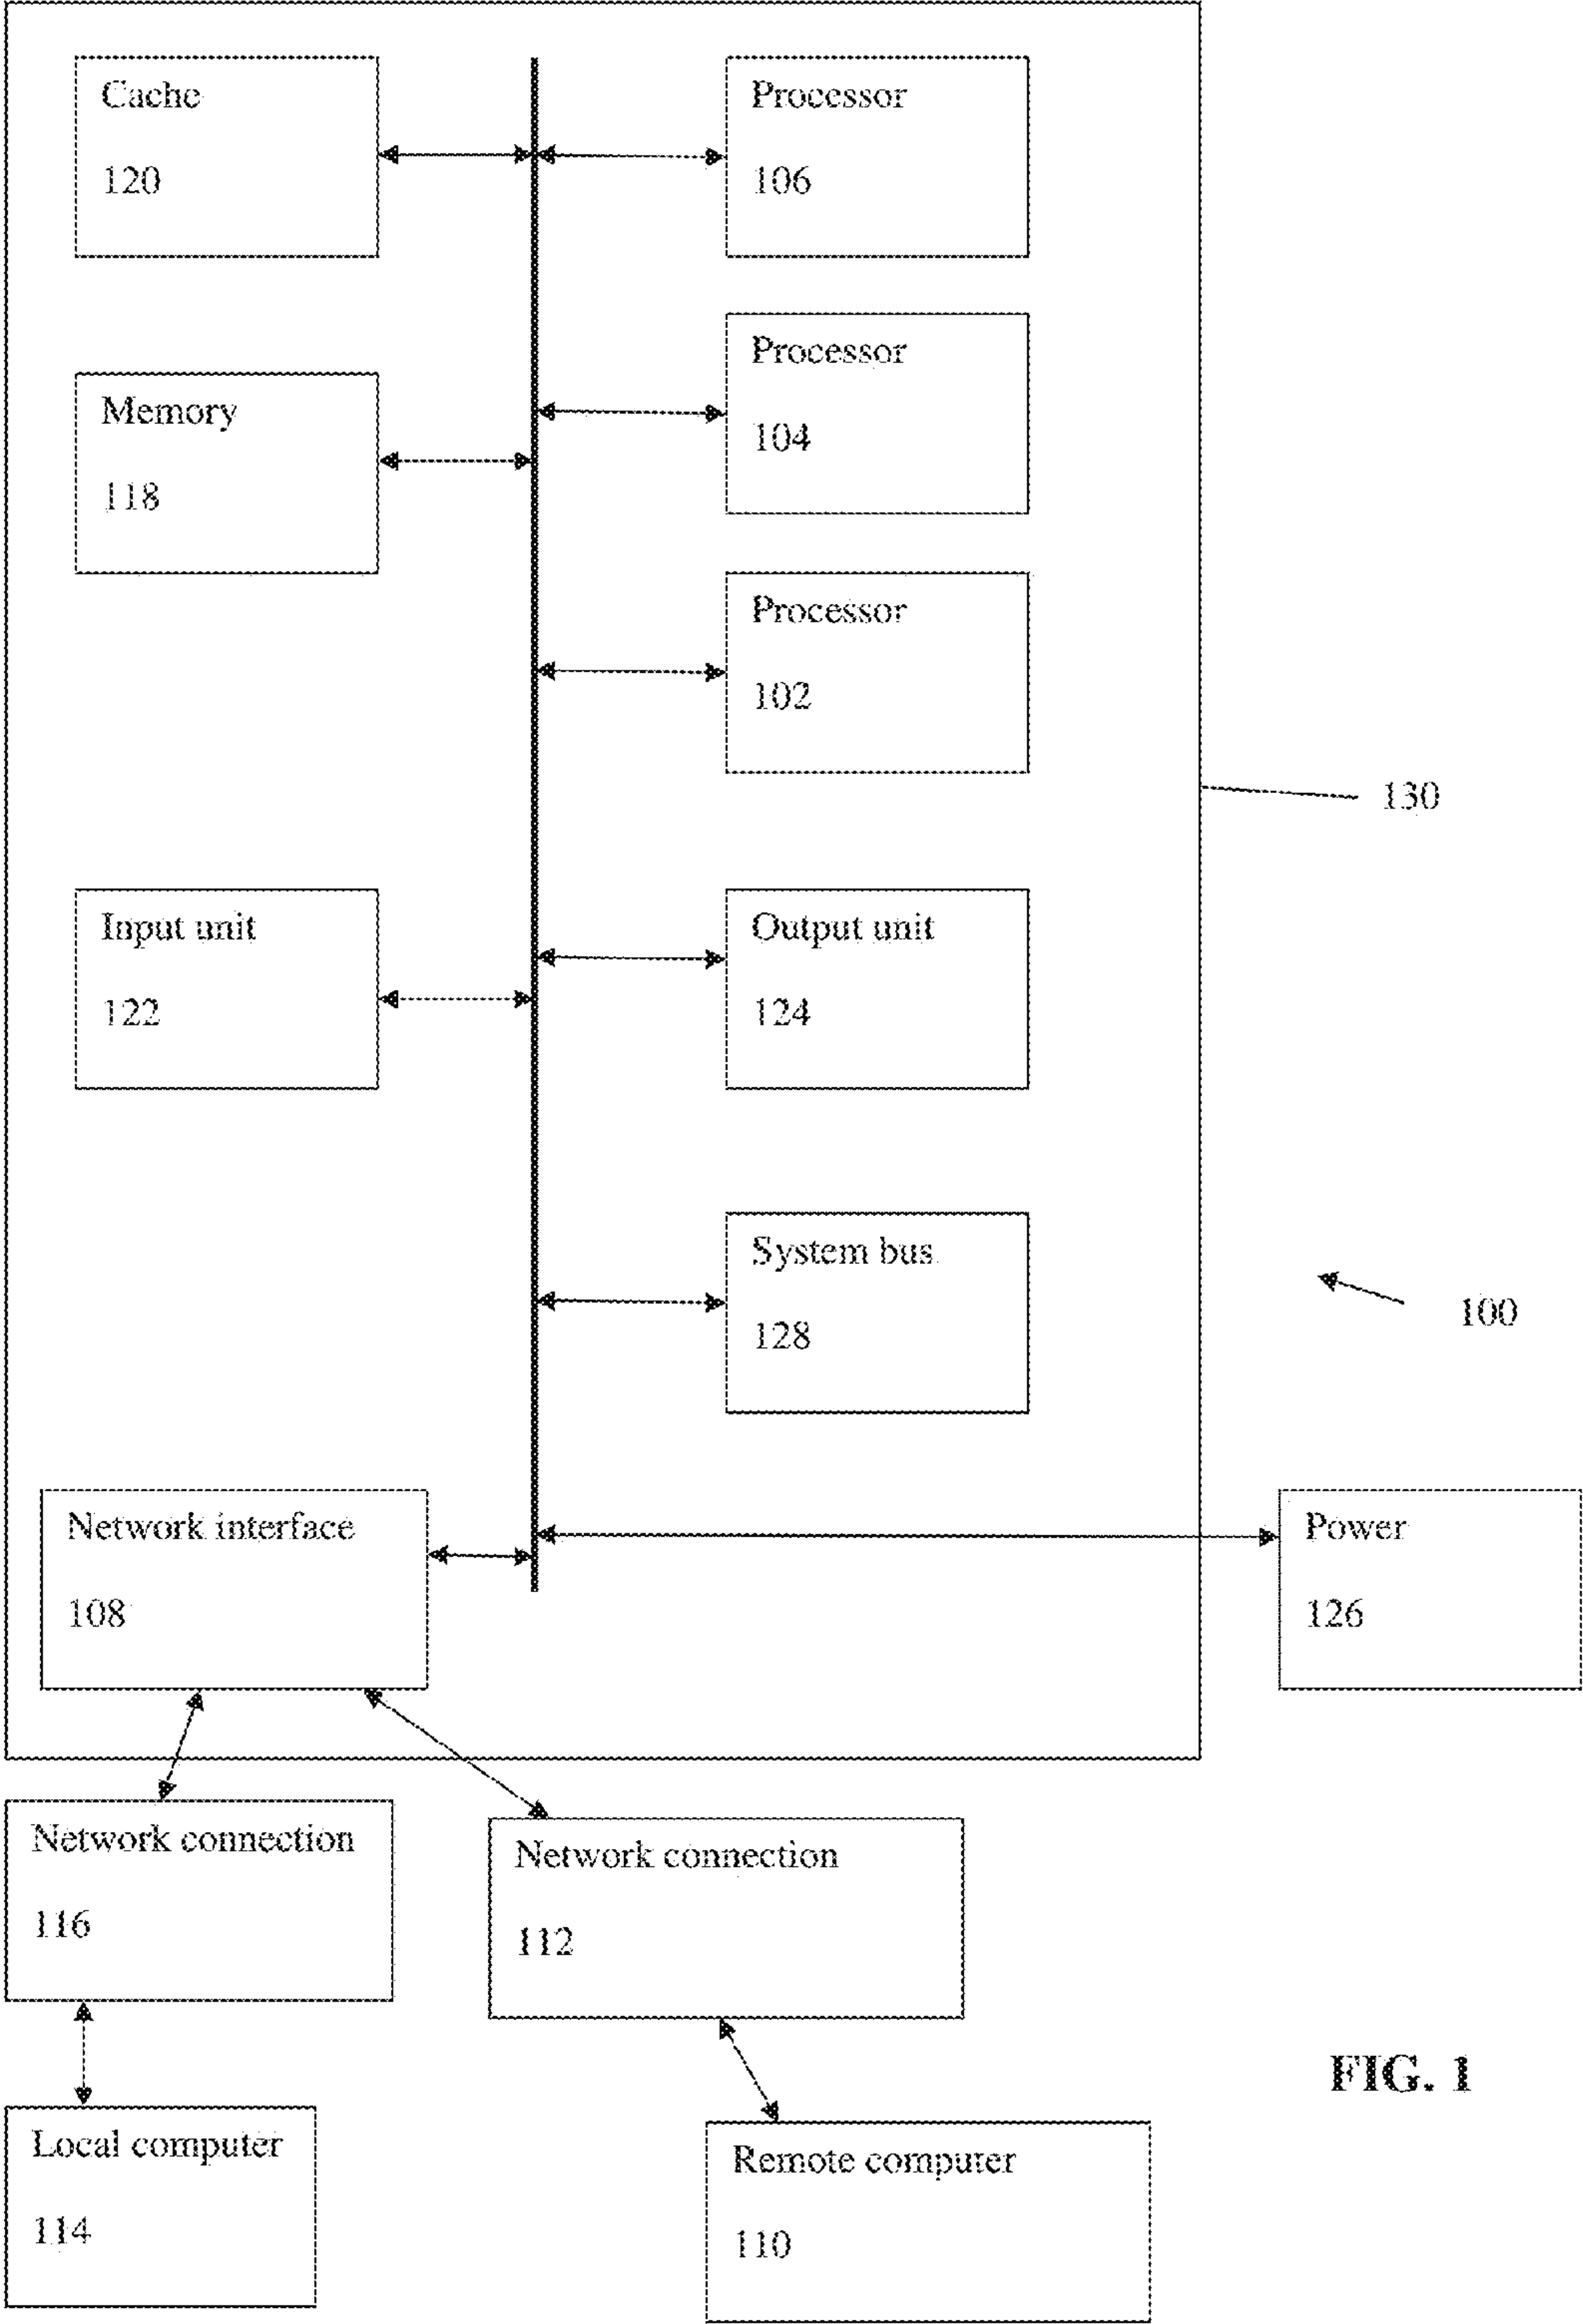 Cache
120
Processor
106
Processor
104
Memory
118
Processor
102
130
Input unit
122
Output unit
124
System bus
128
100
Network interface
108
Power
126
Network connection
116
Network connection
112
FIG. 1
Local computer
114
Remote computer
110